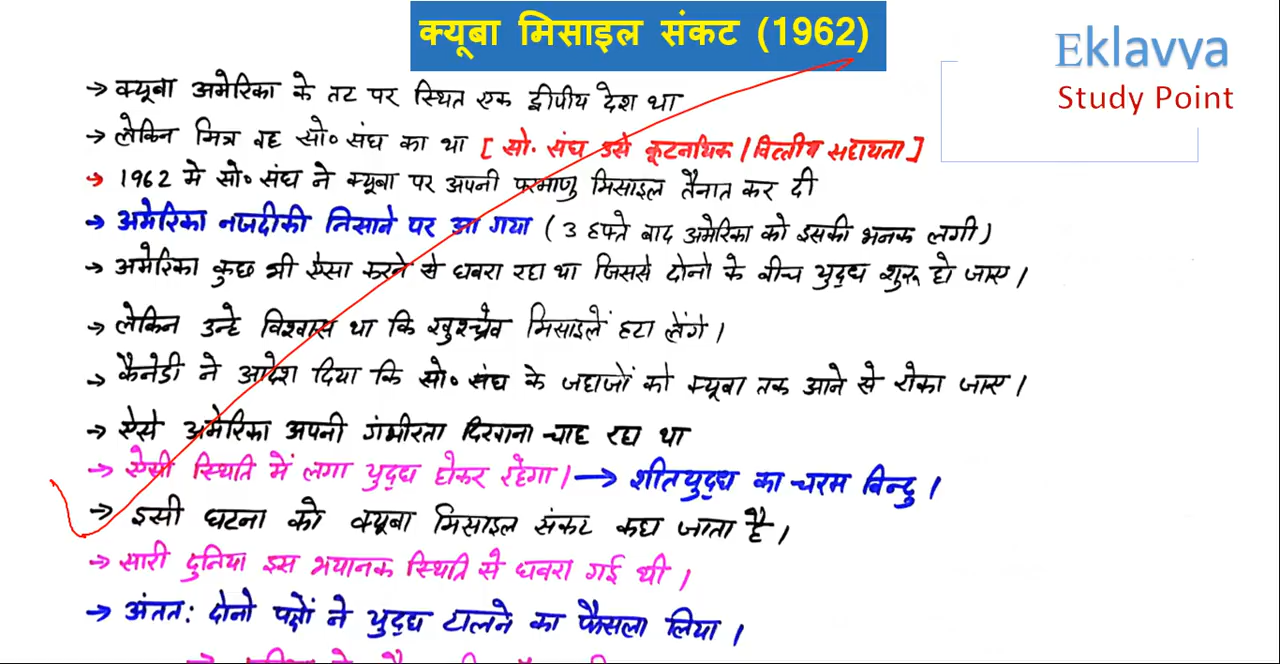 क्यूबा मिसाइल संकट (1962)
Eklavya
Study Point
→ क्यूबा अमेरिका के तट पर स्थित एक द्वीपीय देश था
→ लेकिन मित्र वह सो० संघ का था [ सो० संघ उसे कूटनयिक / वित्तीय सहायता ]
→ 1962 मे सो० संघ ने क्यूबा पर अपनी परमाणु मिसाइल तैनात कर दी
→ अमेरिका नजदीकी निसाने पर आ गया ( 3 हफ्ते बाद अमेरिका को इसकी भनक लगी )
→ अमेरिका कुछ भी ऐसा करने से घबरा रहा था जिससे दोनो के बीच युद्ध शुरू हो जाए ।
→ लेकिन उन्हे विश्वास था कि खुश्च्रेव मिसाइलें हटा लेंगे ।
→ कैनेडी ने आदेश दिया कि सो० संघ के जहाजों को क्यूबा तक आने से रोका जाए ।
→ ऐसे अमेरिका अपनी गंभीरता दिखाना चाह रहा था
→ ऐसी स्थिति में लगा युद्ध होकर रहेगा । → शीतयुद्ध का चरम बिन्दु ।
→ इसी घटना को क्यूबा मिसाइल संकट कहा जाता है ।
→ सारी दुनिया इस भयानक स्थिति से घबरा गई थी ।
→ अंतत: दोनो पक्षों ने युद्ध टालने का फैसला लिया ।